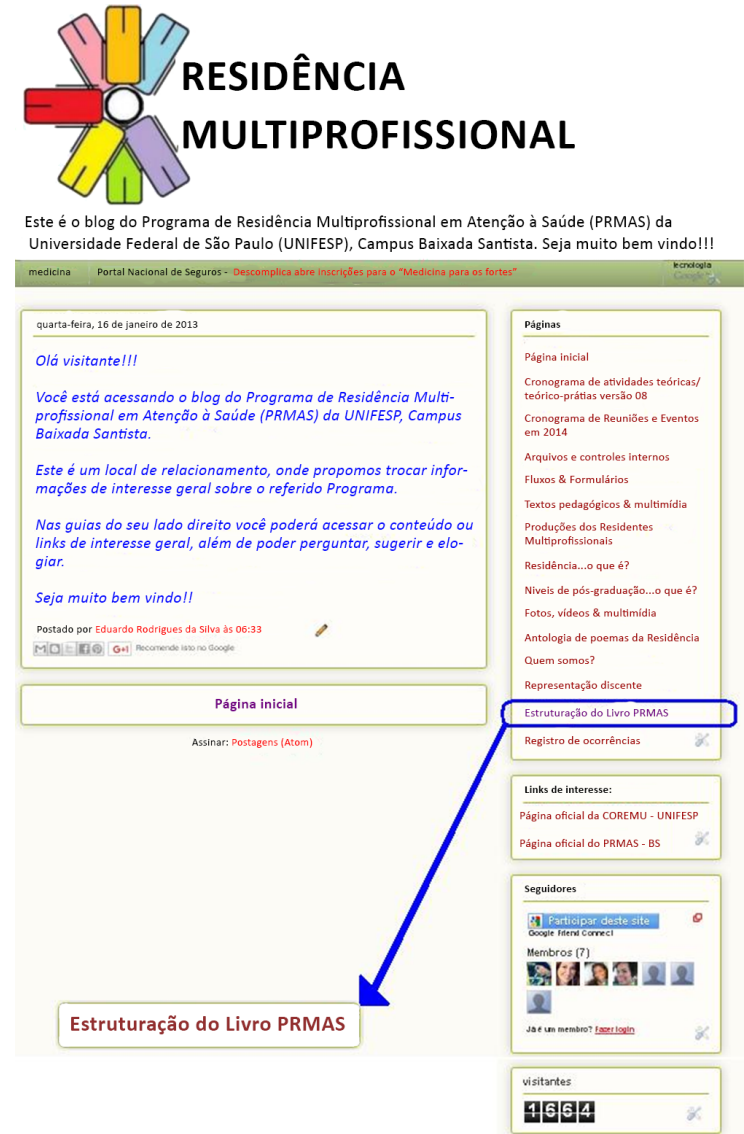 RESIDÊNCIA
MULTIPROFISSIONAL
Este é o blog do Programa de Residência Multiprofissional em Atenção à Saúde (PRMAS) da
Universidade Federal de São Paulo (UNIFESP), Campus Baixada Santista. Seja muito bem vindo!!!
medicina Portal Nacional de Seguros - Descomplica abre inscrições para o “Medicina para os fortes”
tecnologia
Google
quarta-feira, 16 de janeiro de 2013
Olá visitante!!!
Você está acessando o blog do Programa de Residência Multi-
profissional em Atenção à Saúde (PRMAS) da UNIFESP, Campus
Baixada Santista.
Este é um local de relacionamento, onde propomos trocar infor-
mações de interesse geral sobre o referido Programa.
Nas guias do seu lado direito você poderá acessar o conteúdo ou
links de interesse geral, além de poder perguntar, sugerir e elo-
giar.
Seja muito bem vindo!!
Postado por Eduardo Rodrigues da Silva às 06:33
G+1 Recomende isto no Google
Página inicial
Assinar: Postagens (Atom)
Páginas
Página inicial
Cronograma de atividades teóricas/
teórico-prátias versão 08
Cronograma de Reuniões e Eventos
em 2014
Arquivos e controles internos
Fluxos & Formulários
Textos pedagógicos & multimídia
Produções dos Residentes
Multiprofissionais
Residência...o que é?
Niveis de pós-graduação...o que é?
Fotos, vídeos & multimídia
Antologia de poemas da Residência
Quem somos?
Representação discente
Estruturação do Livro PRMAS
Registro de ocorrências
Links de interesse:
Página oficial da COREMU - UNIFESP
Página oficial do PRMAS - BS
Seguidores
Participar deste site
Google Friend Connect
Membros (7)
Já é um membro? Fazer login
Estruturação do Livro PRMAS
visitantes
1664